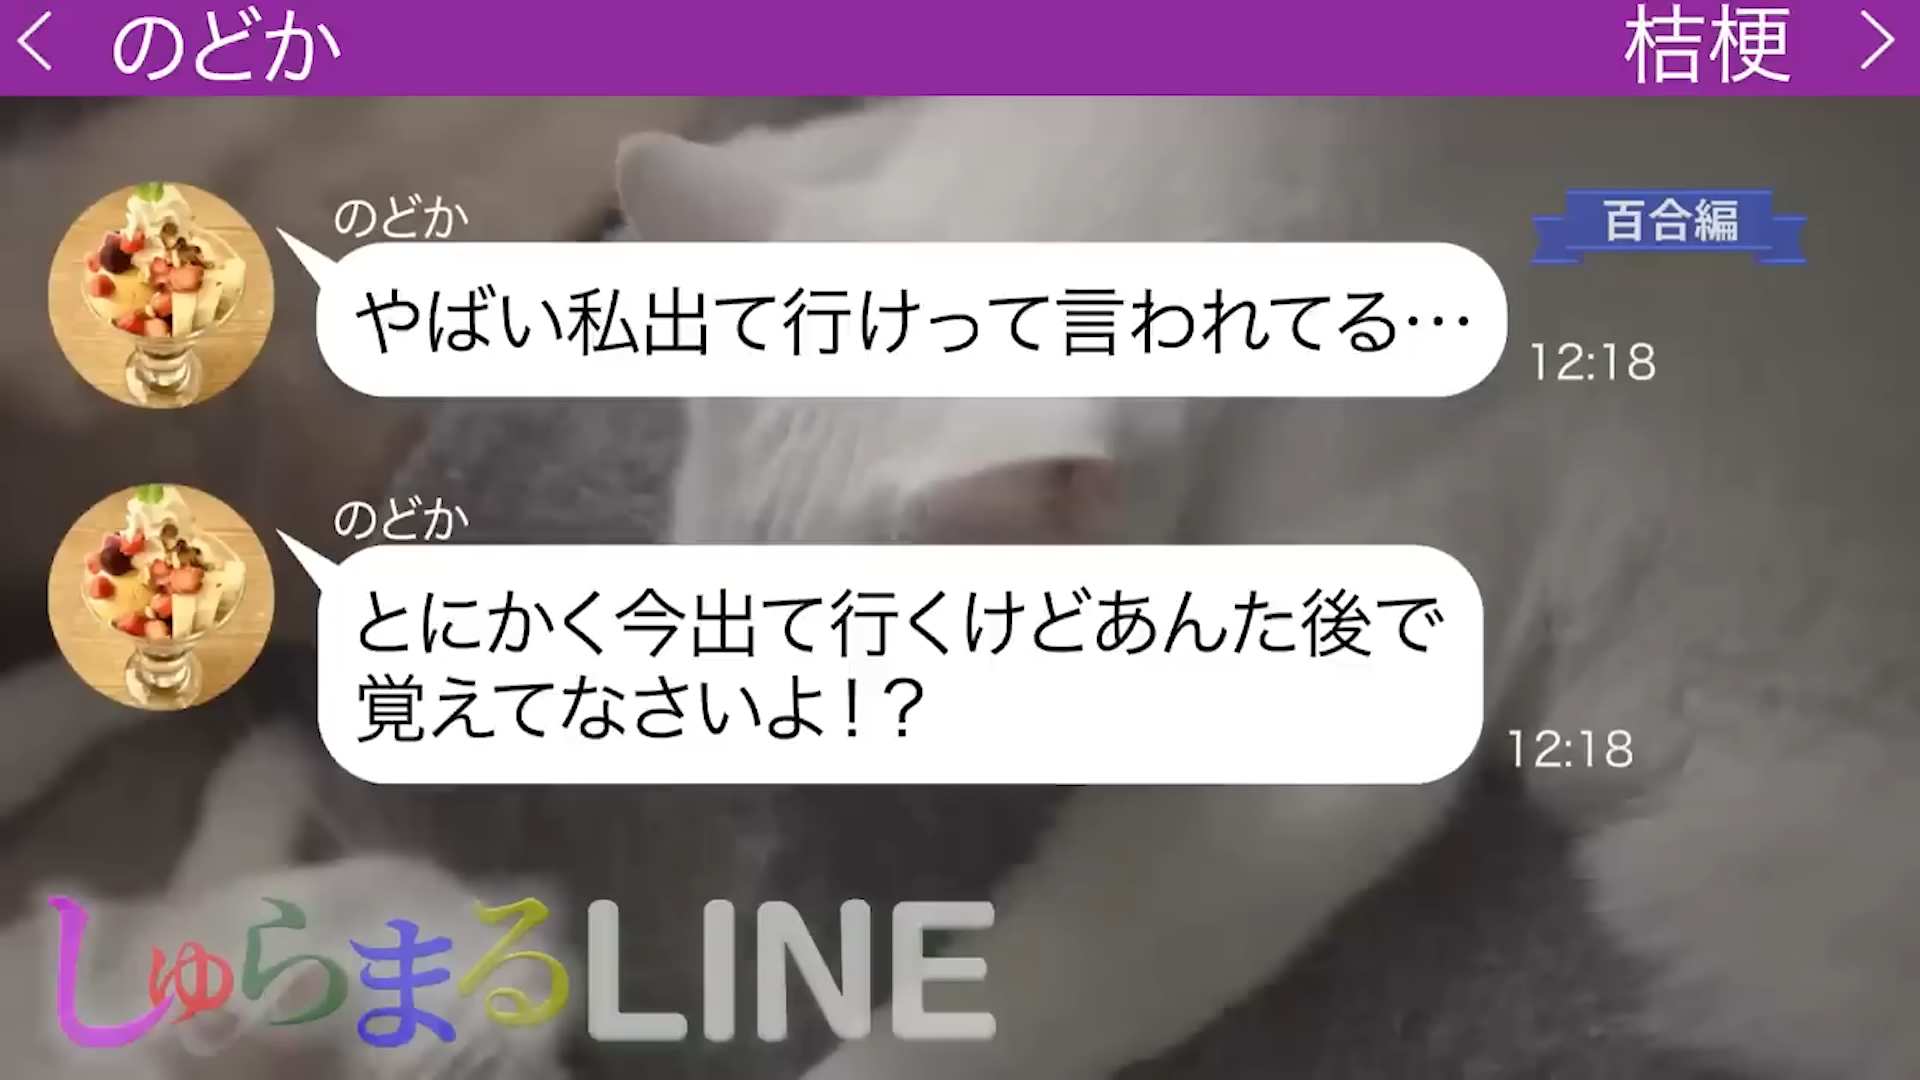 のどか
桔梗
のどか
百合編
やばい私出て行けって言われてる…
12:18
のどか
とにかく今出て行くけどあんた後で
覚えてなさいよ！？
12:18
しゅらまるLINE